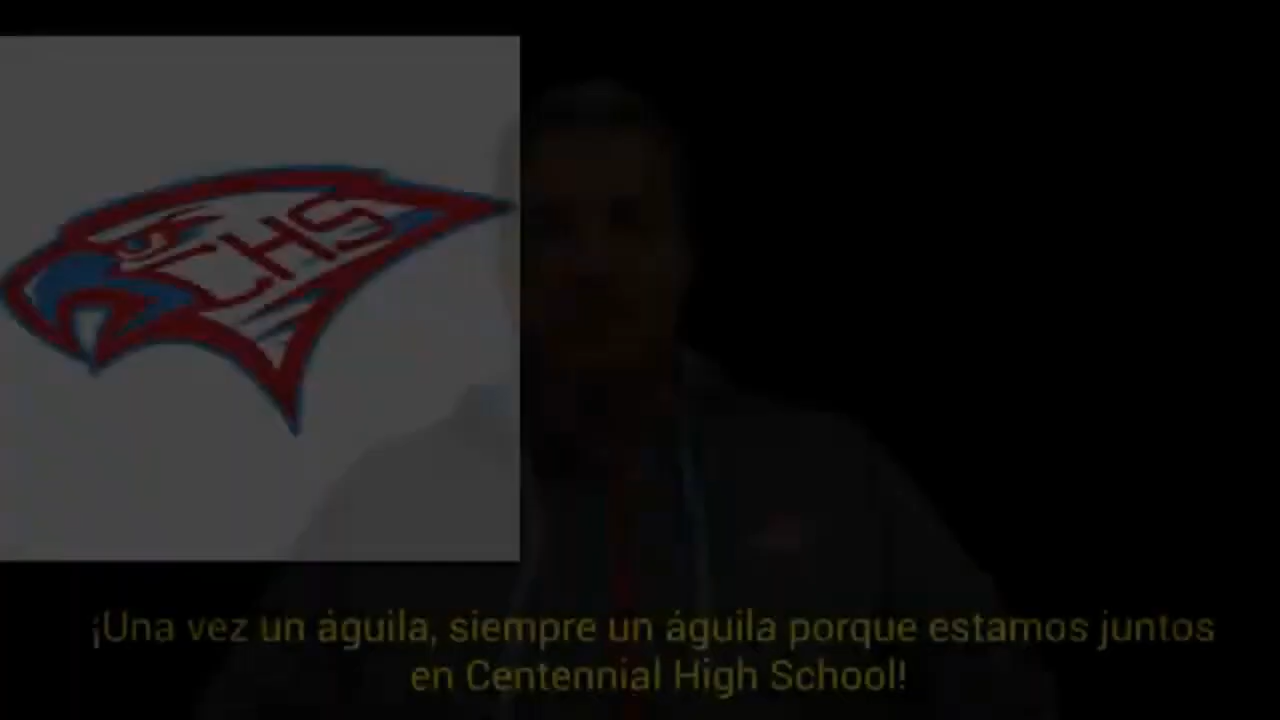 CHS
¡Una vez un águila, siempre un águila porque estamos juntos
en Centennial High School!